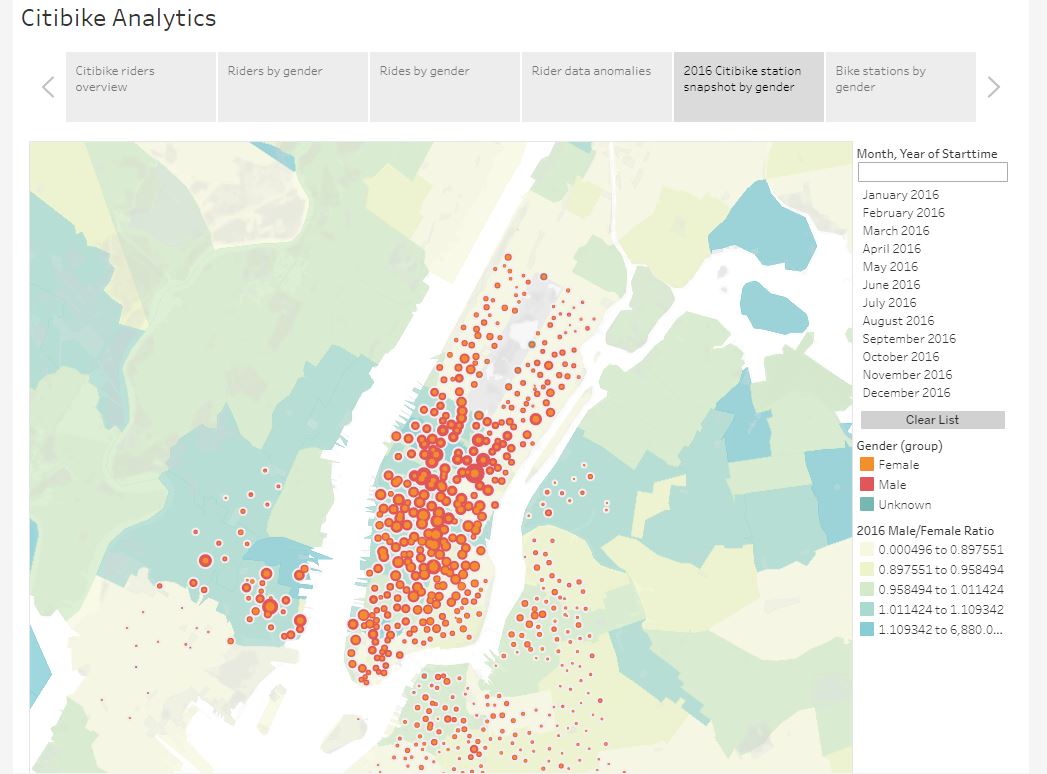 Citibike Analytics
Citibike riders
overview
Riders by gender
Rides by gender
Rider data anomalies
2016 Citibike station
snapshot by gender
Bike stations by
gender
Month, Year of Starttime
January 2016
February 2016
March 2016
April 2016
May 2016
June 2016
July 2016
August 2016
September 2016
October 2016
November 2016
December 2016
Clear List
Gender (group)
Female
Male
Unknown
2016 Male/Female Ratio
0.000496 to 0.897551
0.897551 to 0.958494
0.958494 to 1.011424
1.011424 to 1.109342
1.109342 to 6,880.0...